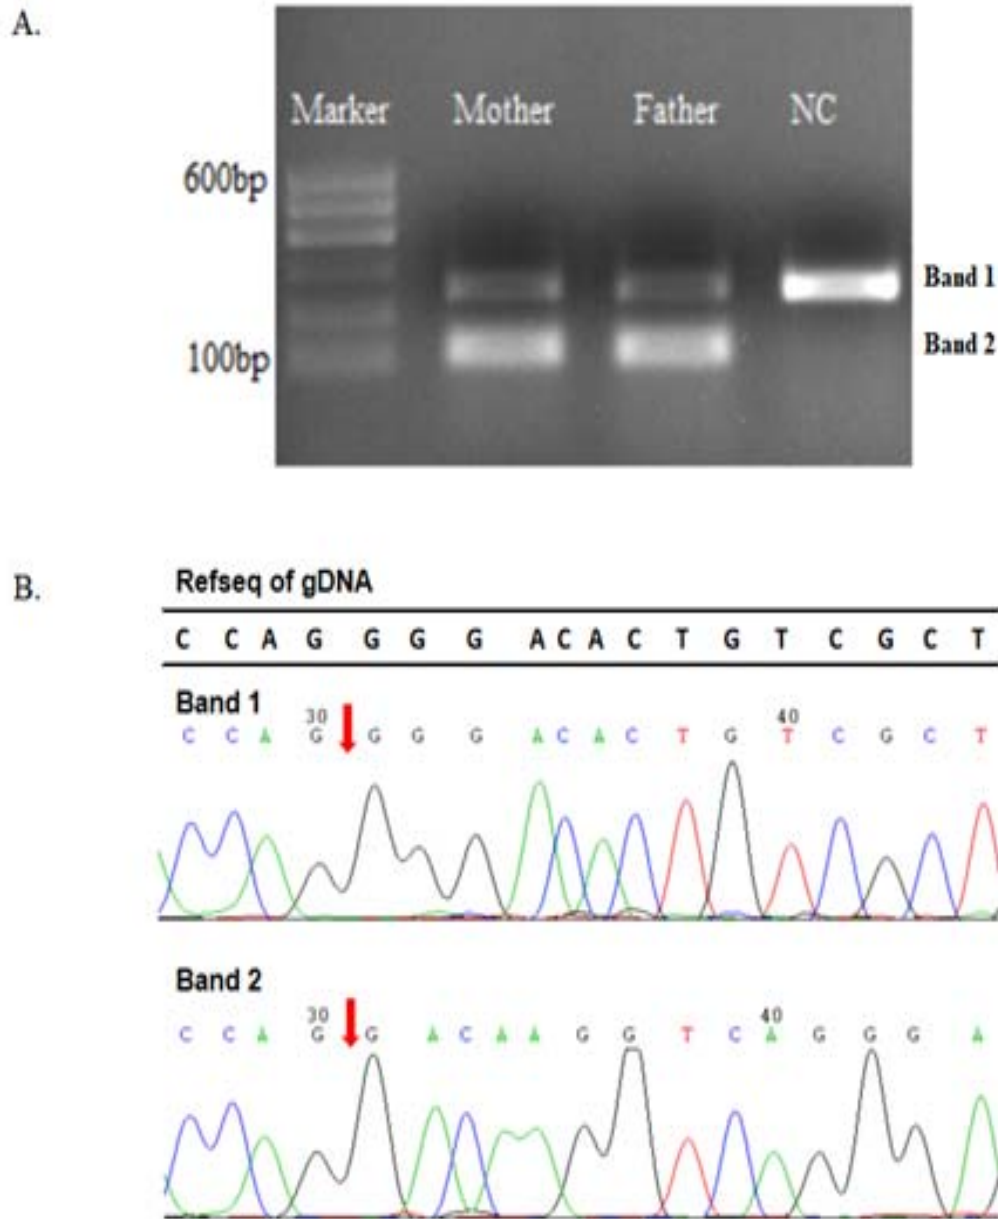 A.
Marker Mother Father NC
600bp
Band 1
Band 2
100bp
B.
Refseq of gDNA
C C A G G G G A C A C T G T C G C T
Band 1
30 40
C C A G G G G A C A C T G T C G C T
Band 2
30 40
C C A G G A C A A G G T C A G G G A